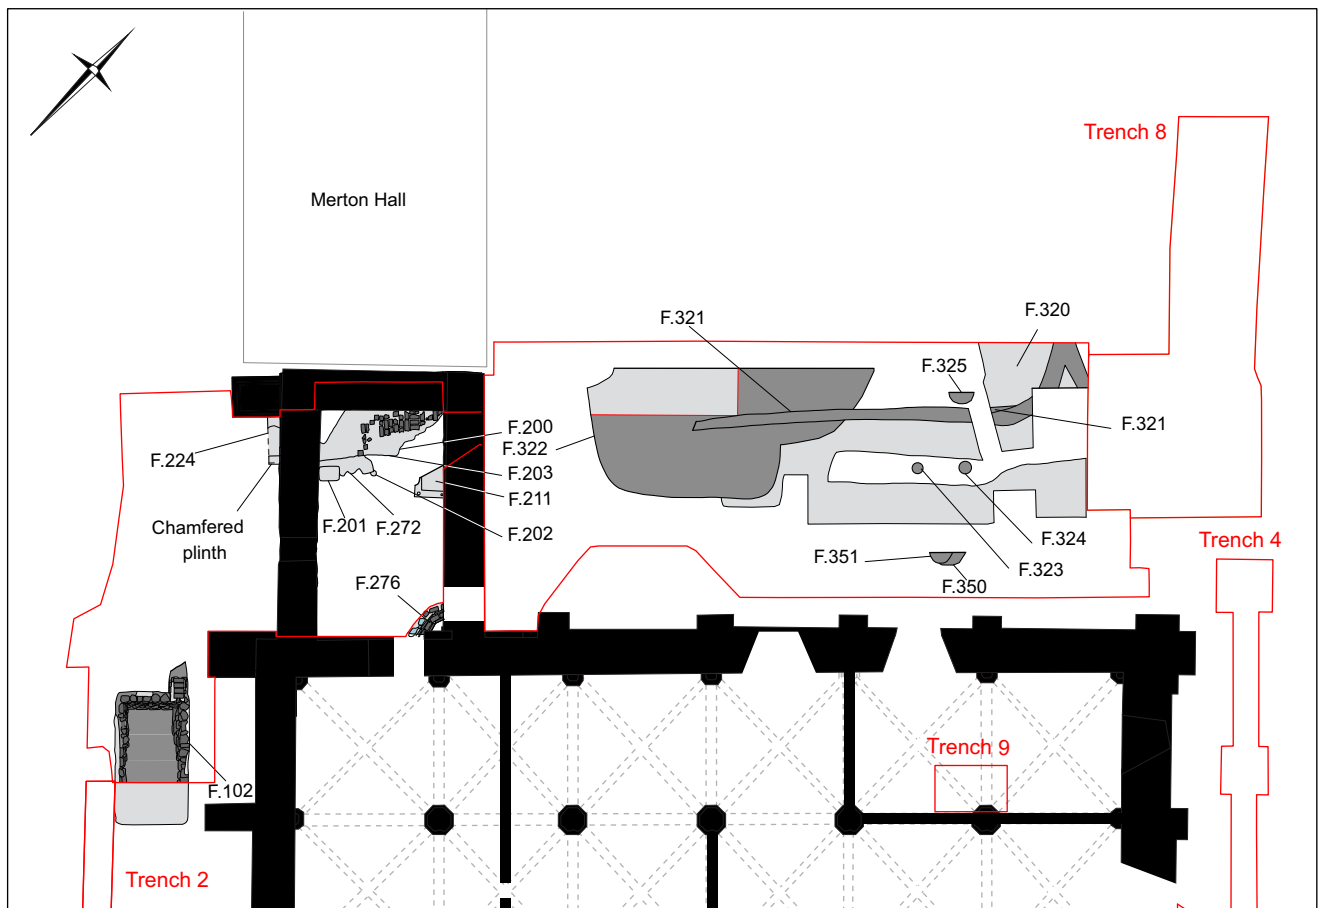 Trench 8
Merton Hall
F.320
F.321
F.325
F.321
F.200
F.322
F.224
F.203
F.211
Chamfered
plinth
F.201
F.272
F.202
F.324
Trench 4
F.351
F.323
F.276
F.350
Trench 9
F.102
Trench 2